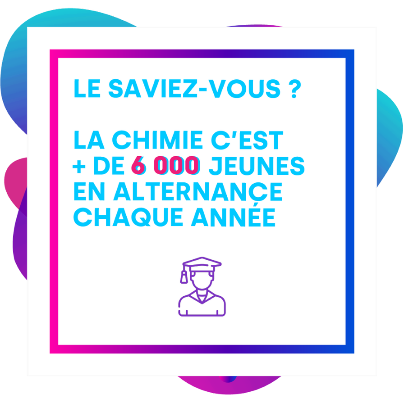 LE SAVIEZ-VOUS ?
LA CHIMIE C'EST
+ DE 6 000 JEUNES
EN ALTERNANCE
CHAQUE ANNÉE